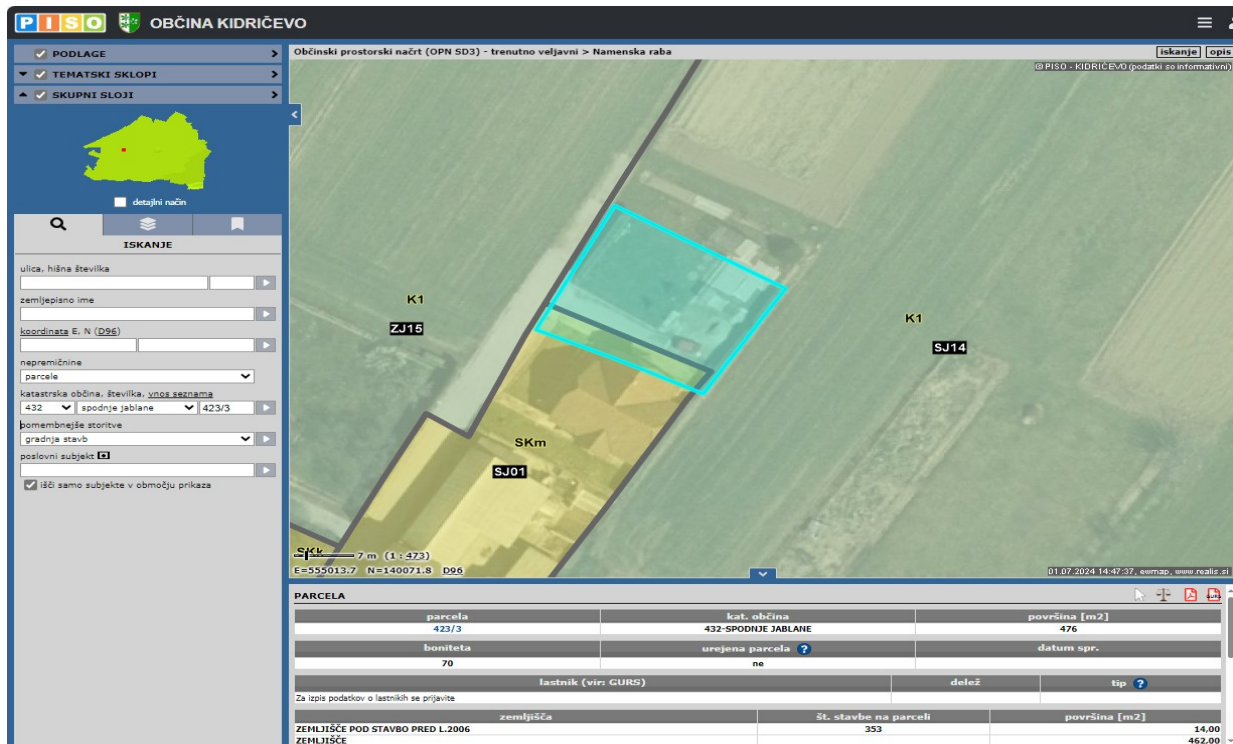 PISO OBČINA KIDRIČEVO
PODLAGE
TEMATSKI SKLOPI
SKUPNI SLOJI
detajlni način
ISKANJE
ulica, hišna številka
zemljepisno ime
koordinata E, N (D96)
nepremičnine
parcele
katastrska občina, številka, vnos seznama
432 spodnje jablane 423/3
pomembnejše storitve
gradnja stavb
poslovni subjekt
išči samo subjekte v območju prikaza
Občinski prostorski načrt (OPN SD3) - trenutno veljavni > Namenska raba
iskanje opis
© PISO - KIDRIČEVO (podatki so informativni)
K1
ZJ15
K1
SJ14
SKm
SJ01
SKk
7 m (1 : 473)
E=555013.7 N=140071.8 D96
01.07.2024 14:47:37, ewmap, www.realis.si
PARCELA
parcela kat. občina površina [m2]
423/3 432-SPODNJE JABLANE 476
boniteta urejena parcela ? datum spr.
70 ne
lastnik (vir: GURS) delež tip ?
Za izpis podatkov o lastnikih se prijavite
zemljišča št. stavbe na parceli površina [m2]
ZEMLJIŠČE POD STAVBO PRED L.2006 353 14,00
ZEMLJIŠČE 462,00